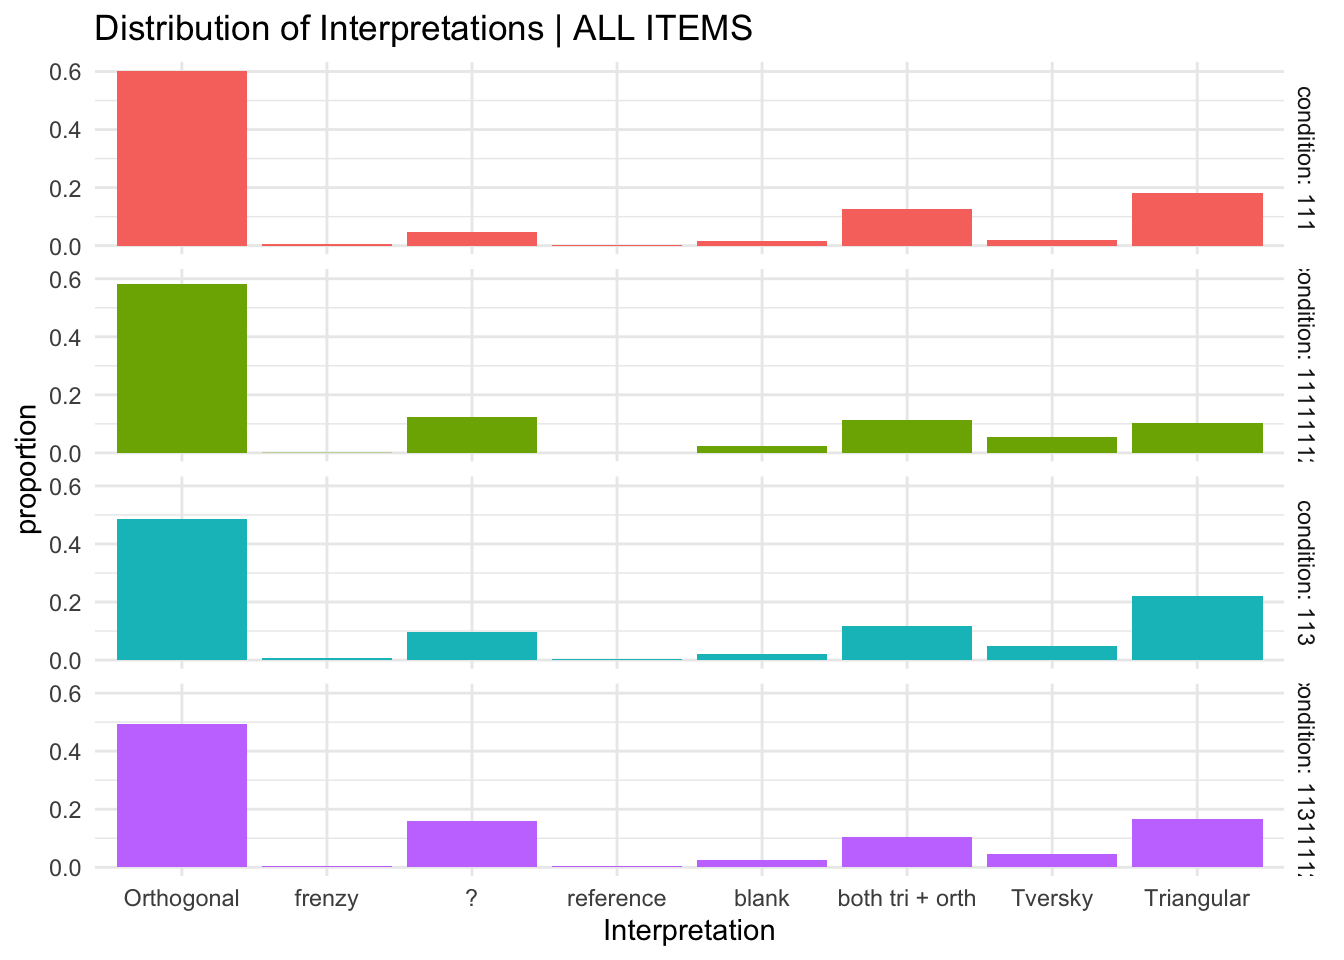 Distribution of Interpretations | ALL ITEMS
proportion
0.6
0.4
0.2
0.0
condition: 111
0.6
0.4
0.2
0.0
ondition: 11111111
0.6
0.4
0.2
0.0
condition: 113
0.6
0.4
0.2
0.0
ondition: 1131111
Orthogonal frenzy ? reference blank both tri + orth Tversky Triangular
Interpretation